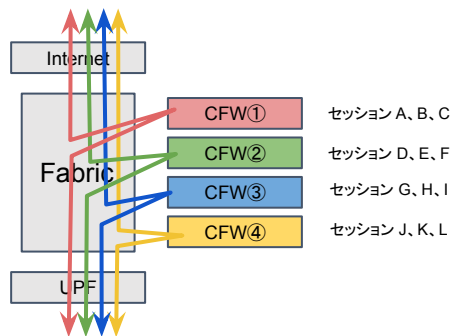 Internet
Fabric
CFW①
セッション A、B、C
CFW②
セッション D、E、F
CFW③
セッション G、H、I
CFW④
セッション J、K、L
UPF